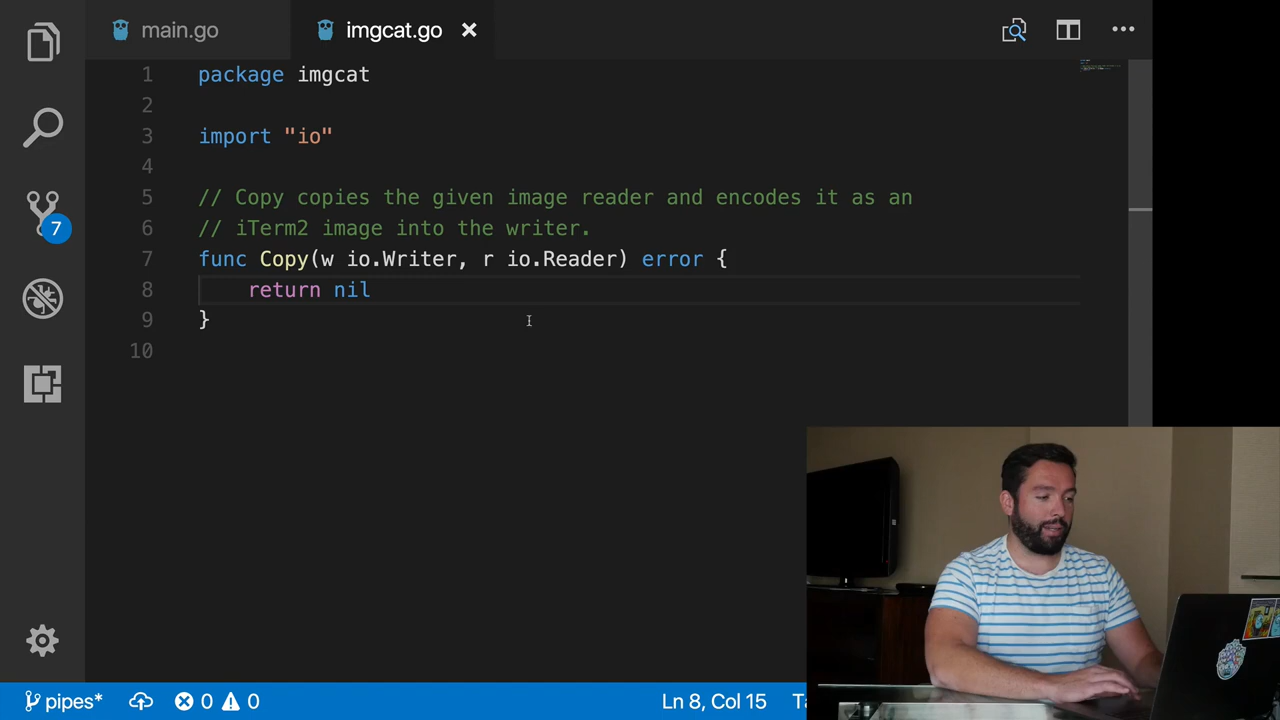 main.go
imgcat.go
1 package imgcat
2
3 import "io"
4
5 // Copy copies the given image reader and encodes it as an
6 // iTerm2 image into the writer.
7 func Copy(w io.Writer, r io.Reader) error {
8 return nil
9 }
10
7
pipes* 0 0 Ln 8, Col 15